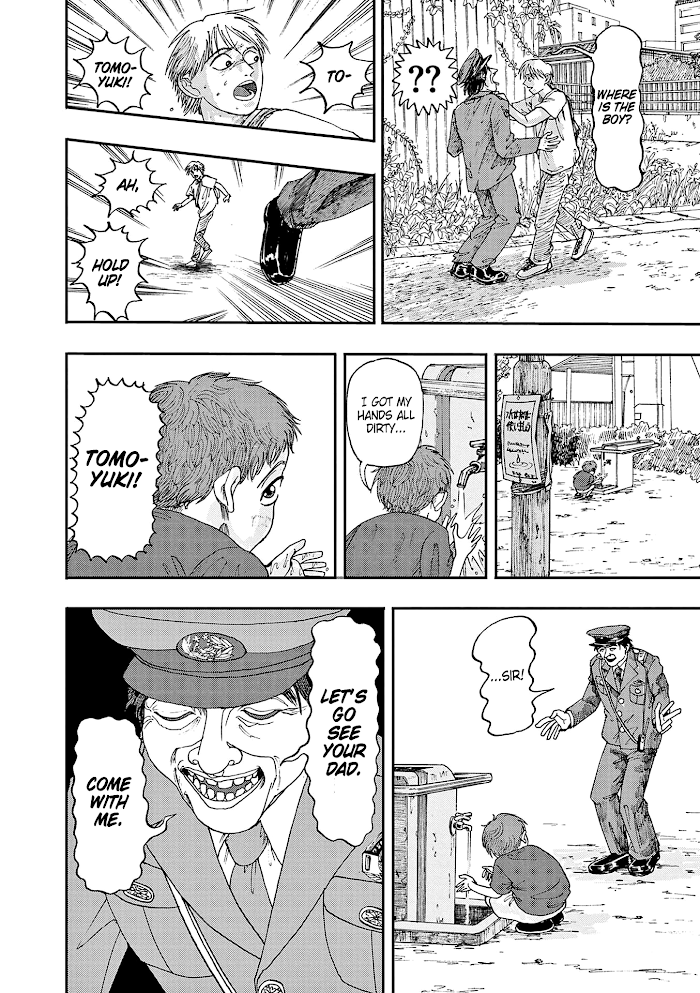 WHERE
IS THE
BOY?
??
TO-
TOMO-
YUKI!
AH,
HOLD
UP!
I GOT MY
HANDS ALL
DIRTY...
TOMO-
YUKI!
...SIR!
LET'S
GO
SEE
YOUR
DAD.
COME
WITH
ME.